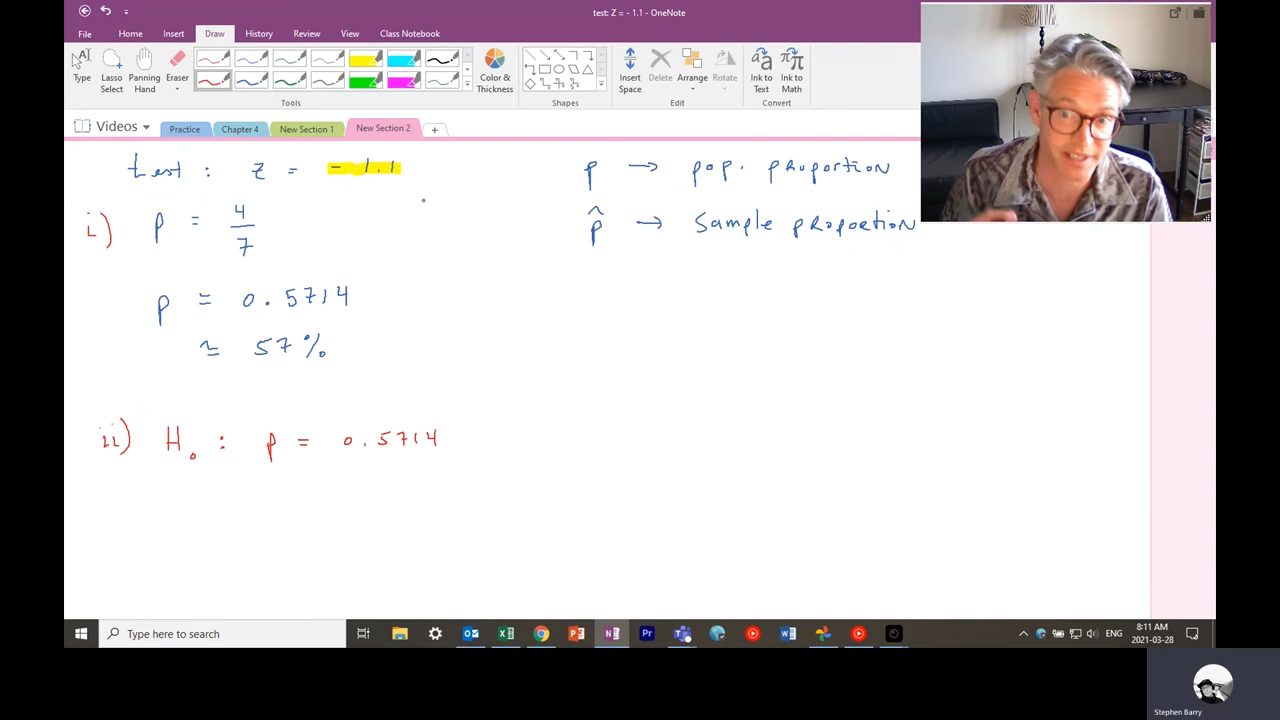 test: Z = - 1.1 - OneNote
File Home Insert Draw History Review View Class Notebook
Type
Lasso Select
Panning Hand
Eraser
Color & Thickness
Insert Space
Delete
Arrange
Rotate
Ink to Text
Ink to Math
Tools
Shapes
Edit
Convert
Videos
Practice
Chapter 4
New Section 1
New Section 2
test : z = - 1.1
p → pop. proportion
i) p = 4/7
p̂ → sample proportion
p = 0.5714
≃ 57%
ii) H₀ : p = 0.5714
Type here to search
ENG
8:11 AM
2021-03-28
Stephen Barry